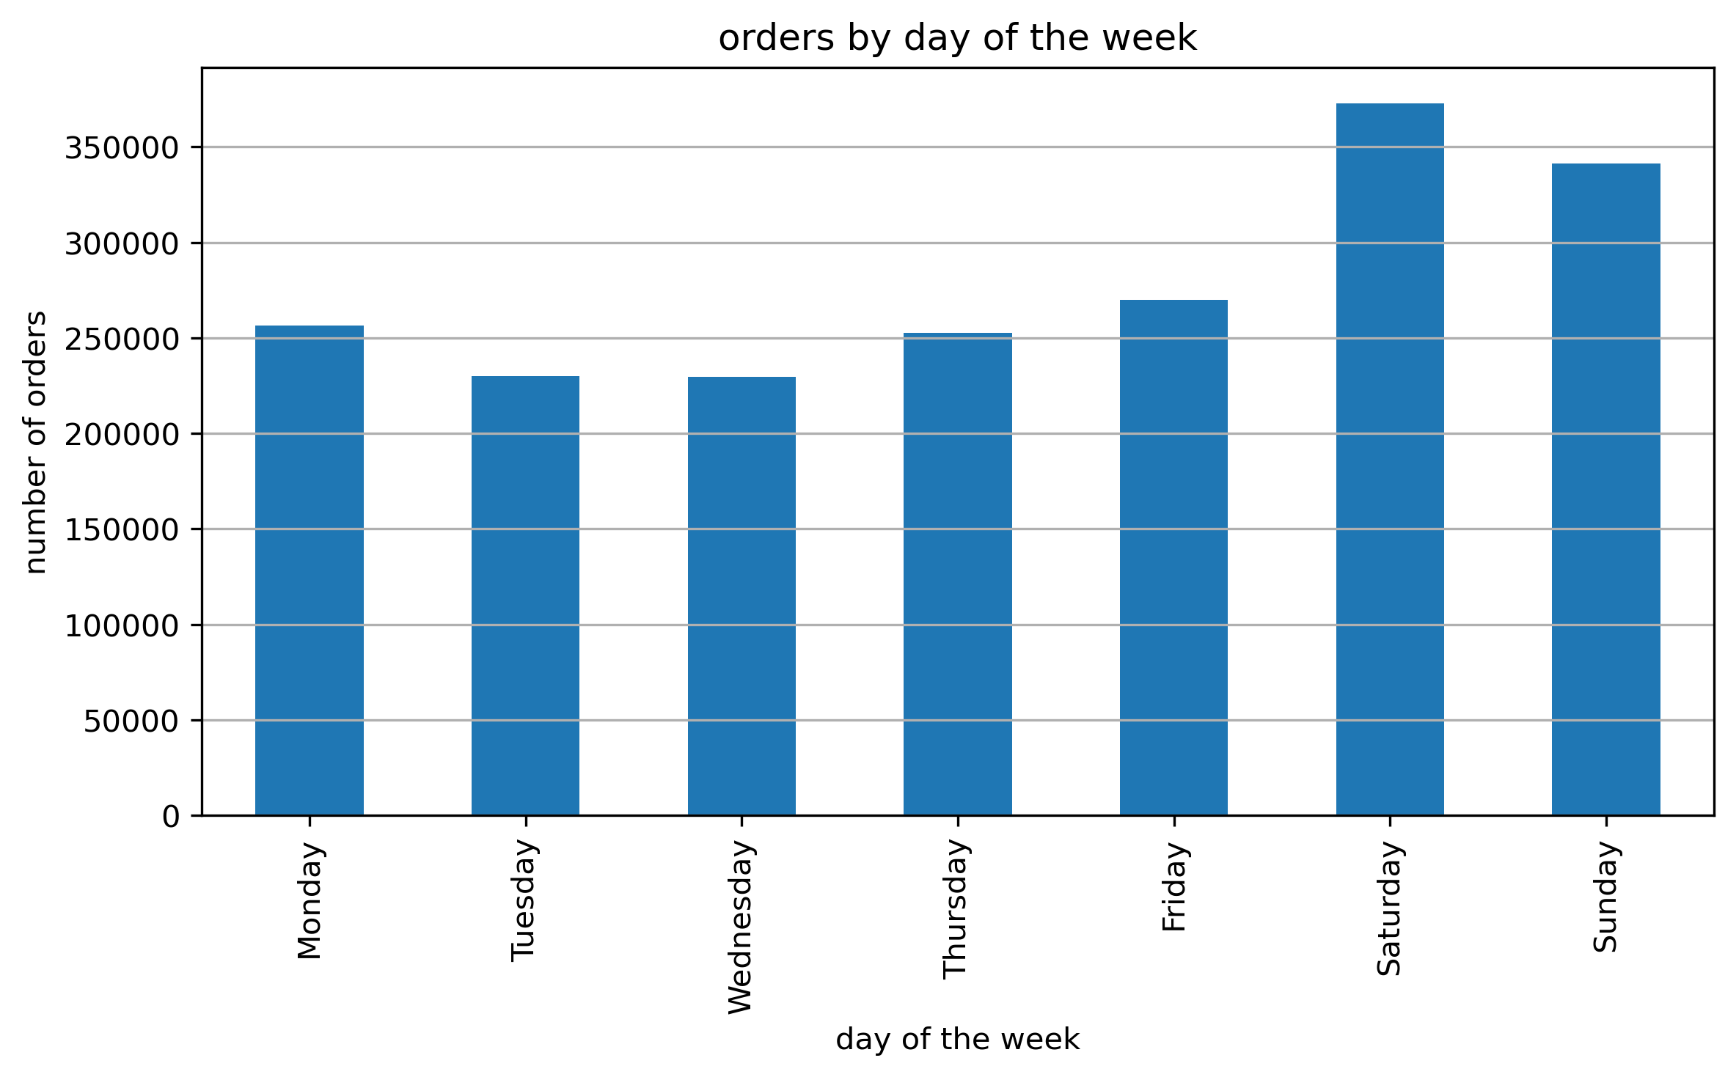 orders by day of the week
number of orders
350000
300000
250000
200000
150000
100000
50000
0
Monday
Tuesday
Wednesday
Thursday
Friday
Saturday
Sunday
day of the week